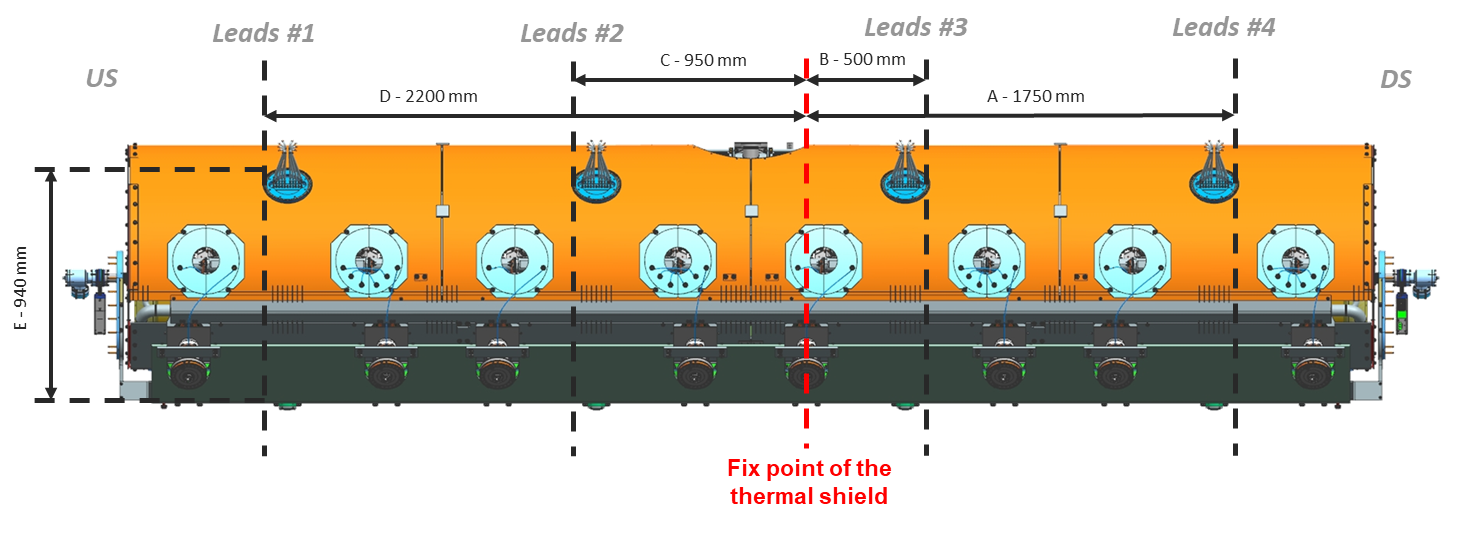 Leads #1
Leads #2
Leads #3
Leads #4
US
C - 950 mm
B - 500 mm
DS
D - 2200 mm
A - 1750 mm
E - 940 mm
Fix point of the
thermal shield